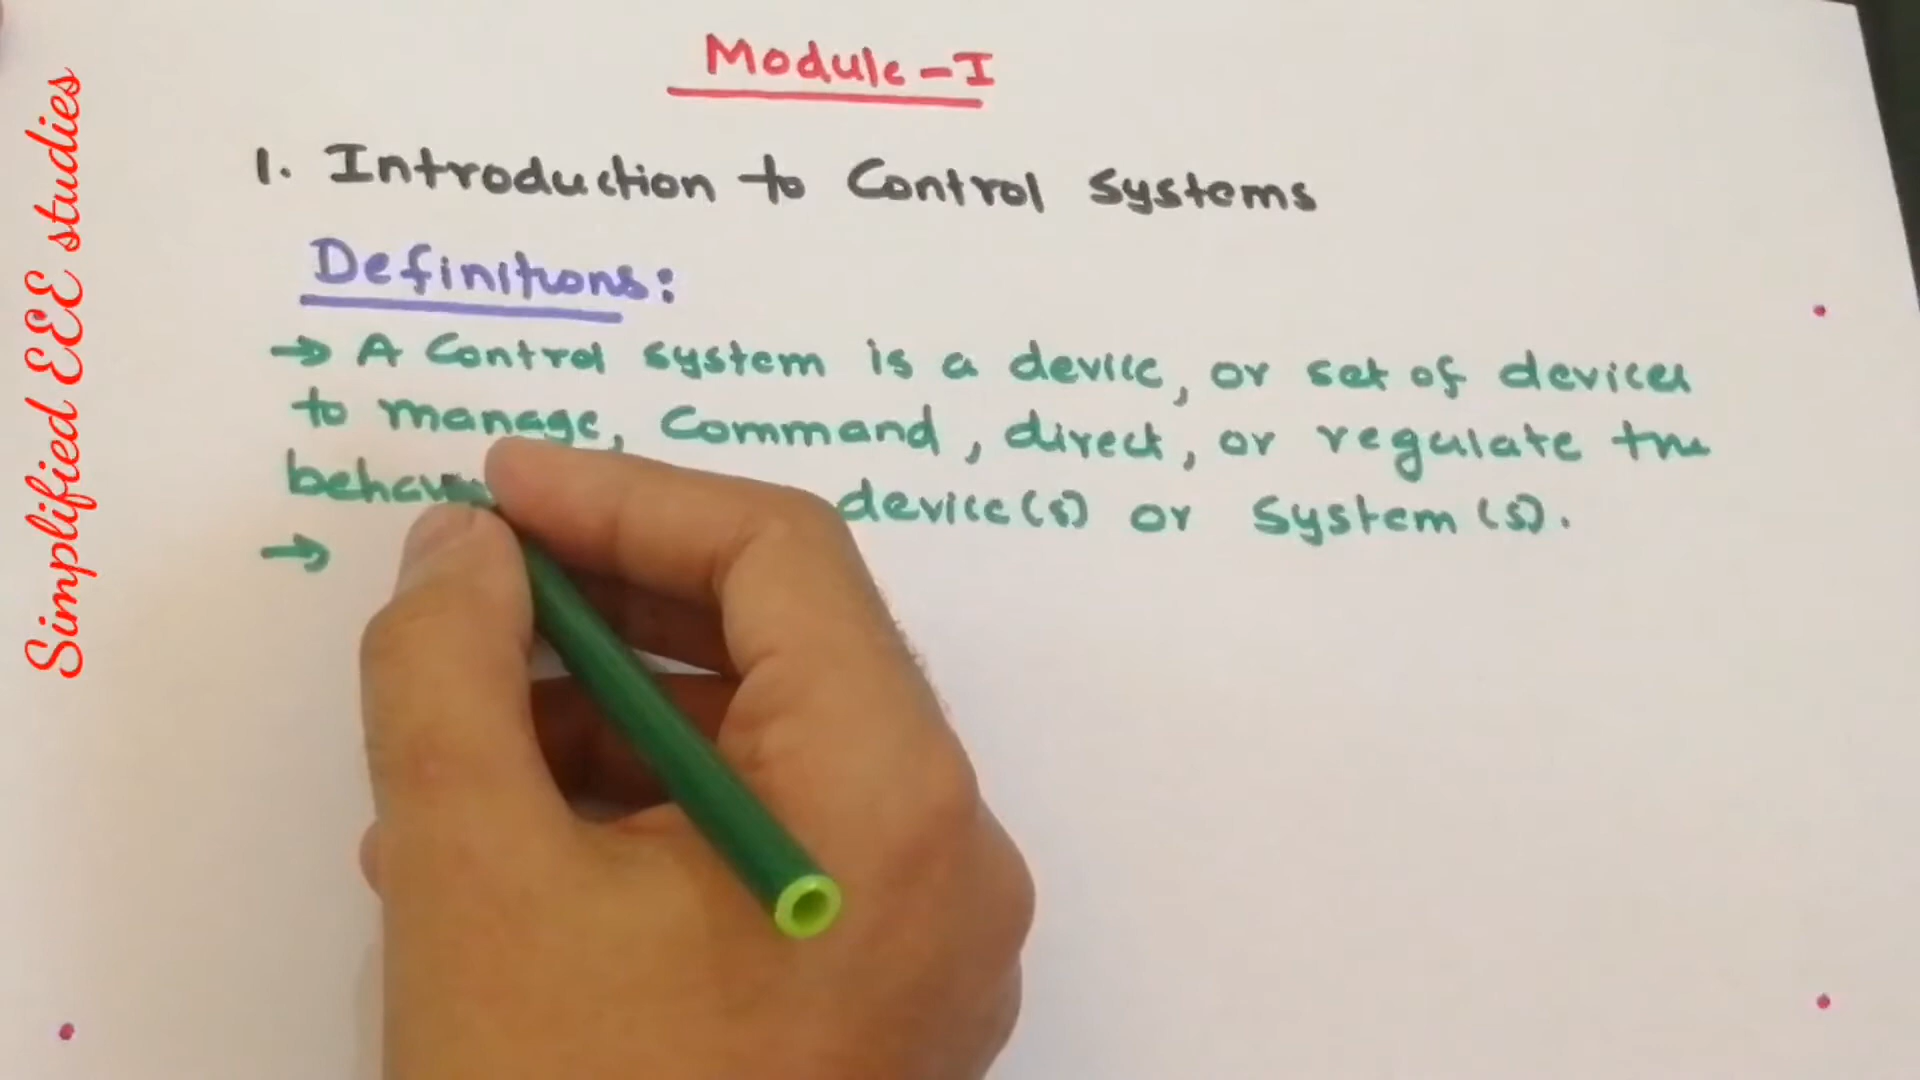 Simplified EEE studies
Module-I
1. Introduction to Control Systems
Definitions:
→ A Control system is a device, or set of devices
to manage, Command, direct, or regulate the
device(s) or System(s).
→